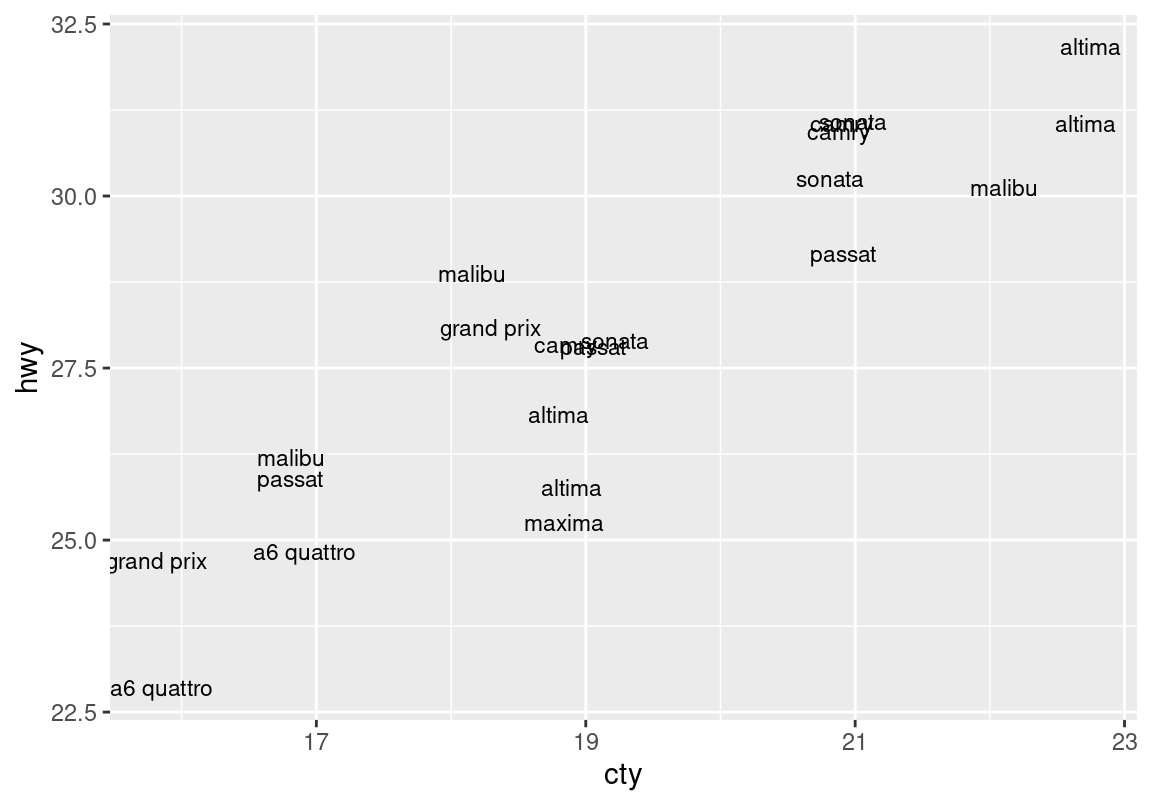 32.5
altima
sonata
camry
camry
altima
sonata
30.0
malibu
passat
malibu
grand prix
sonata
camry
passat
27.5
hwy
altima
malibu
passat
altima
maxima
25.0
a6 quattro
grand prix
a6 quattro
22.5
17 19 21 23
cty